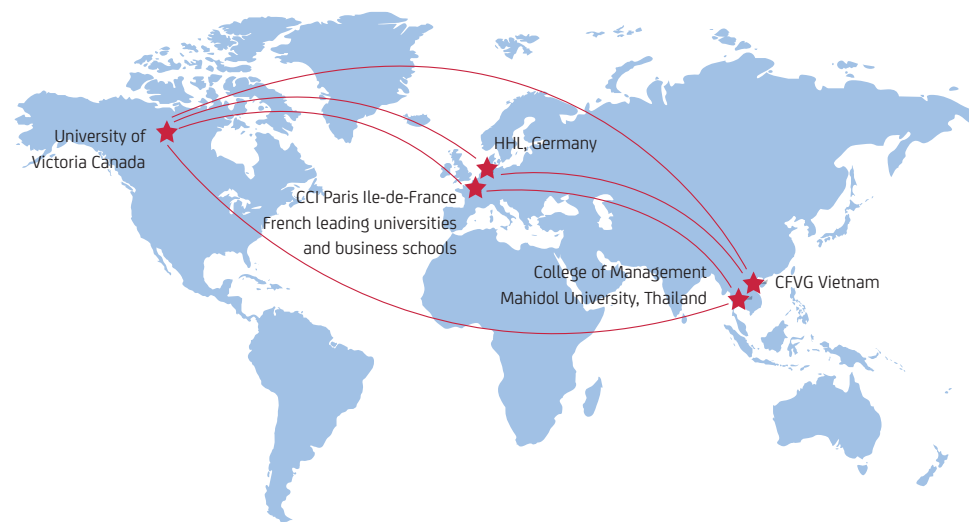 University of
Victoria Canada
HHL, Germany
CCI Paris Ile-de-France
French leading universities
and business schools
College of Management
Mahidol University, Thailand
CFVG Vietnam